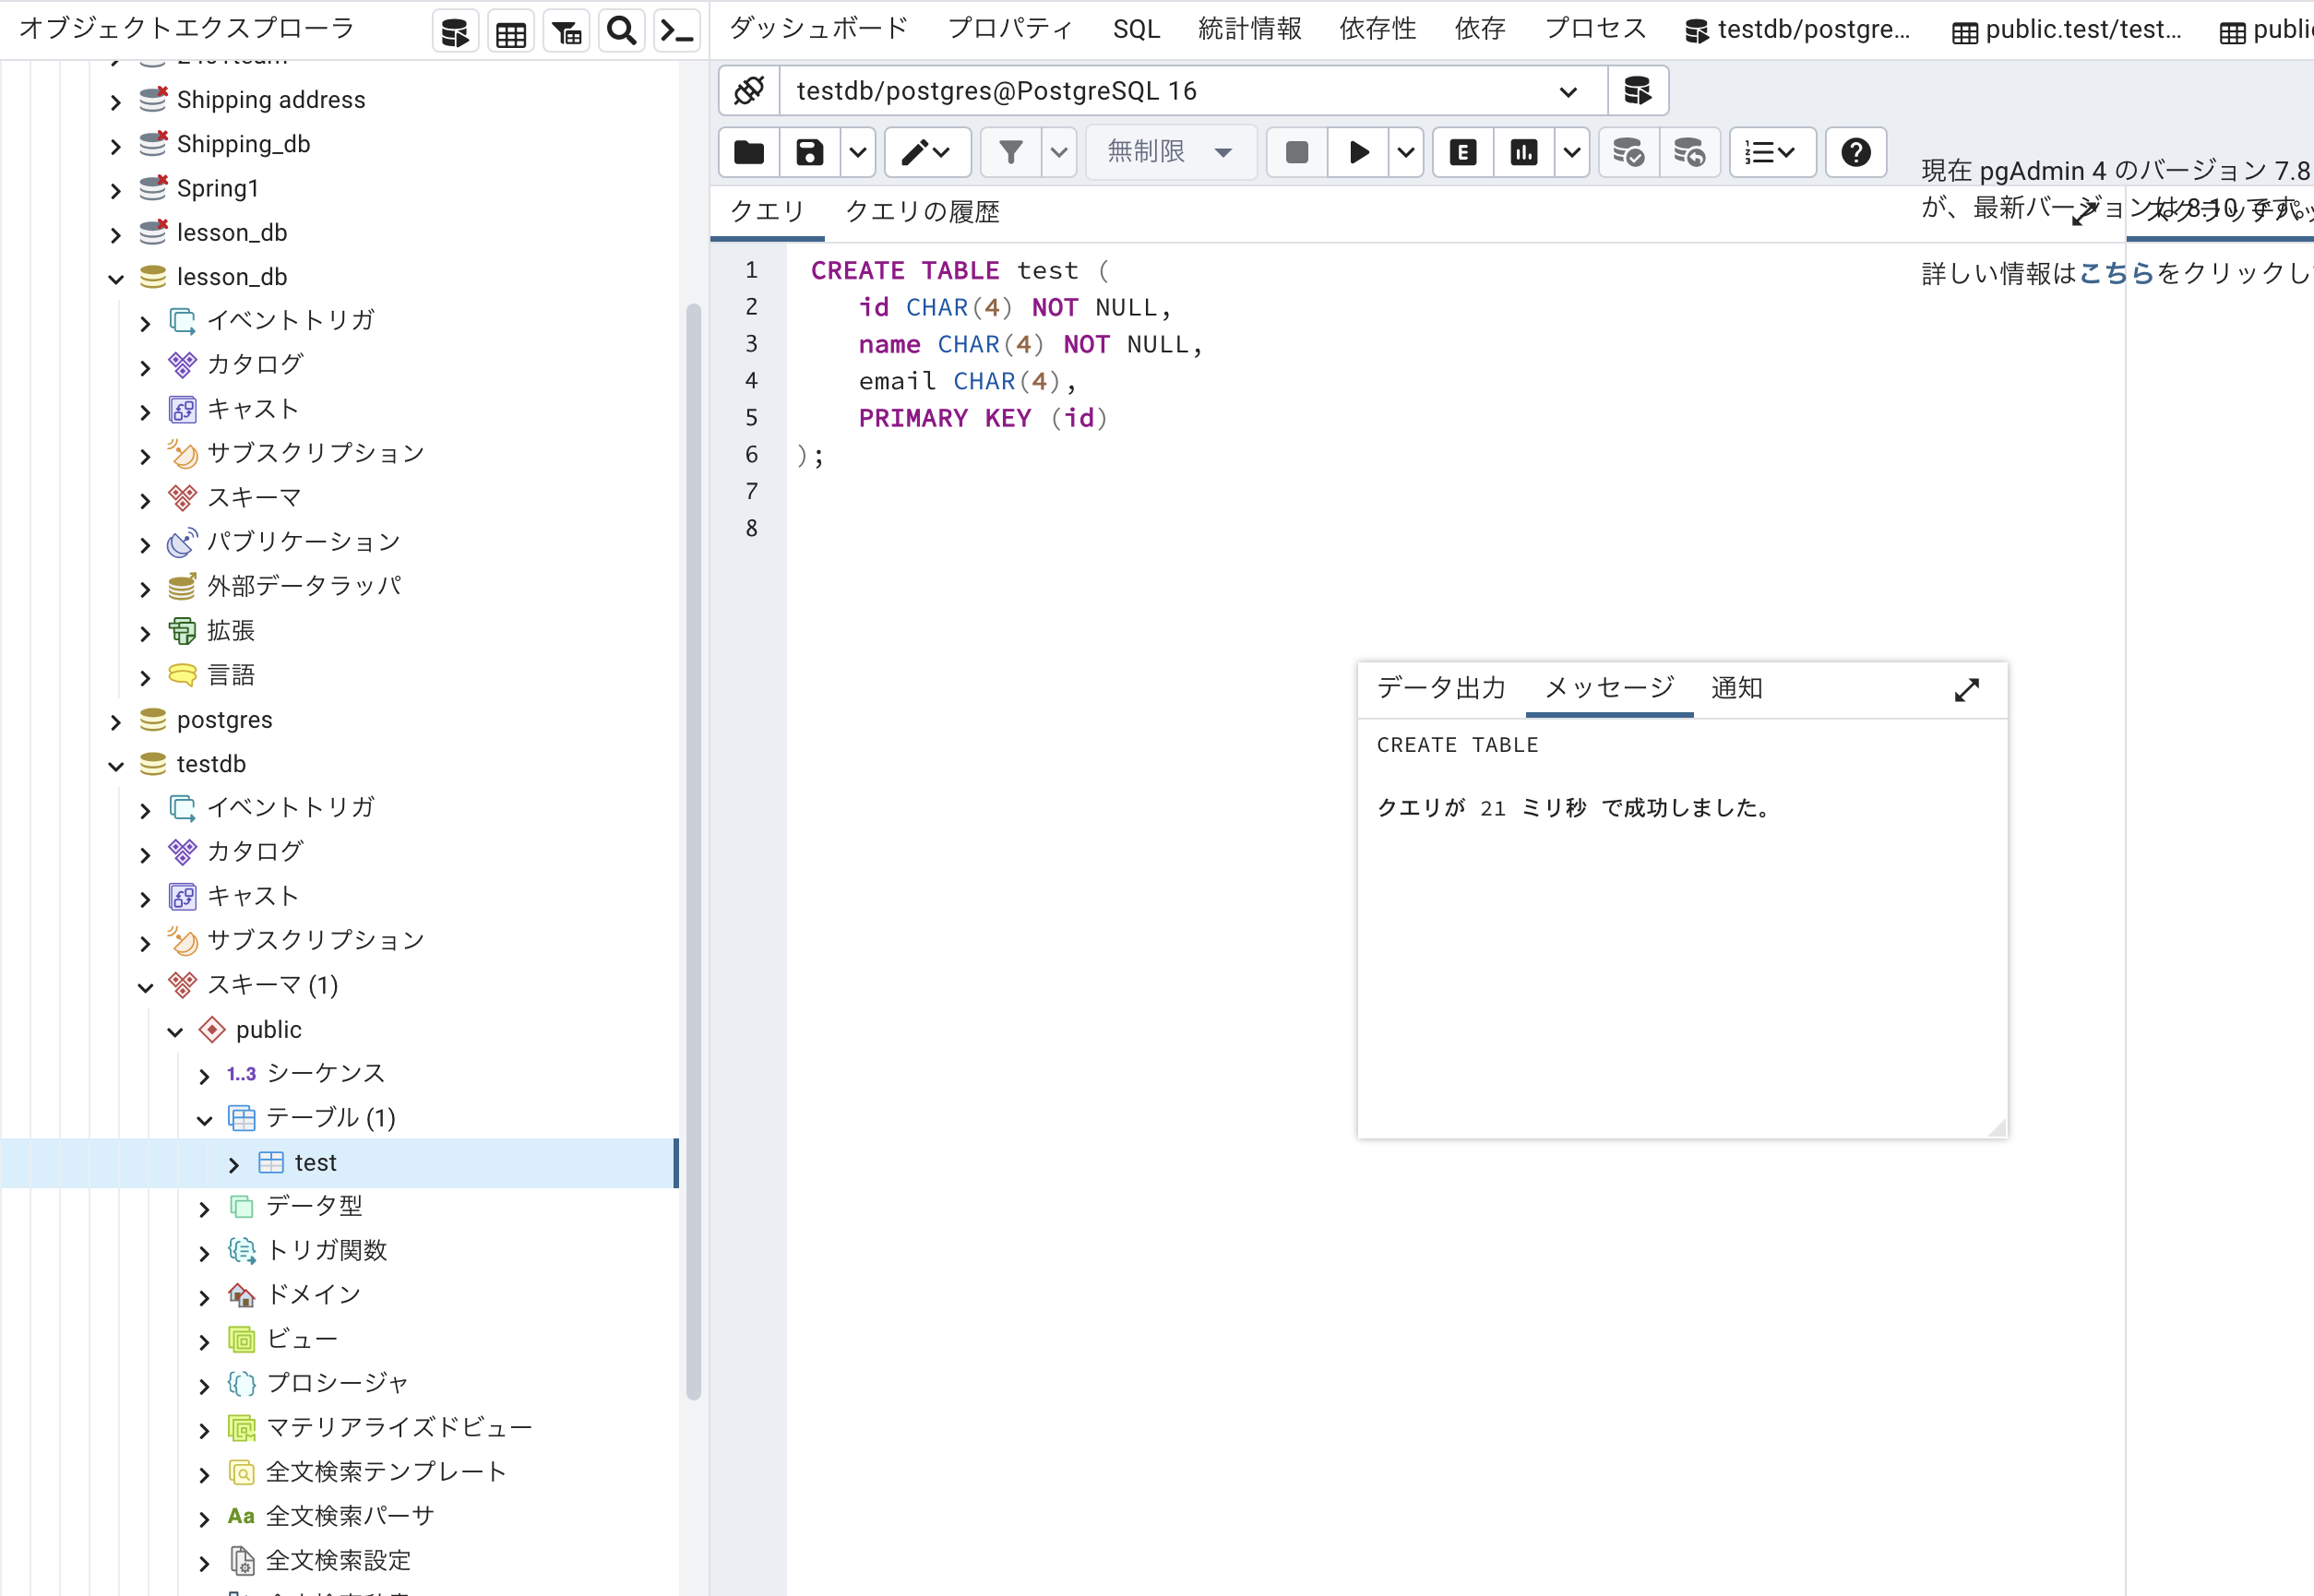 オブジェクトエクスプローラ
ダッシュボード プロパティ SQL 統計情報 依存性 依存 プロセス testdb/postgre... public.test/test...
Shipping address
Shipping_db
Spring1
lesson_db
lesson_db
イベントトリガ
カタログ
キャスト
サブスクリプション
スキーマ
パブリケーション
外部データラッパ
拡張
言語
postgres
testdb
イベントトリガ
カタログ
キャスト
サブスクリプション
スキーマ (1)
public
1..3 シーケンス
テーブル (1)
test
データ型
トリガ関数
ドメイン
ビュー
プロシージャ
マテリアライズドビュー
全文検索テンプレート
Aa 全文検索パーサ
全文検索設定
testdb/postgres@PostgreSQL 16
無制限 E
現在 pgAdmin 4 のバージョン 7.8
が、最新バージョンは 8.10 です。
詳しい情報はこちらをクリックし
クエリ クエリの履歴
1 CREATE TABLE test (
2 id CHAR(4) NOT NULL,
3 name CHAR(4) NOT NULL,
4 email CHAR(4),
5 PRIMARY KEY (id)
6 );
7
8
データ出力 メッセージ 通知
CREATE TABLE
クエリが 21 ミリ秒 で成功しました。